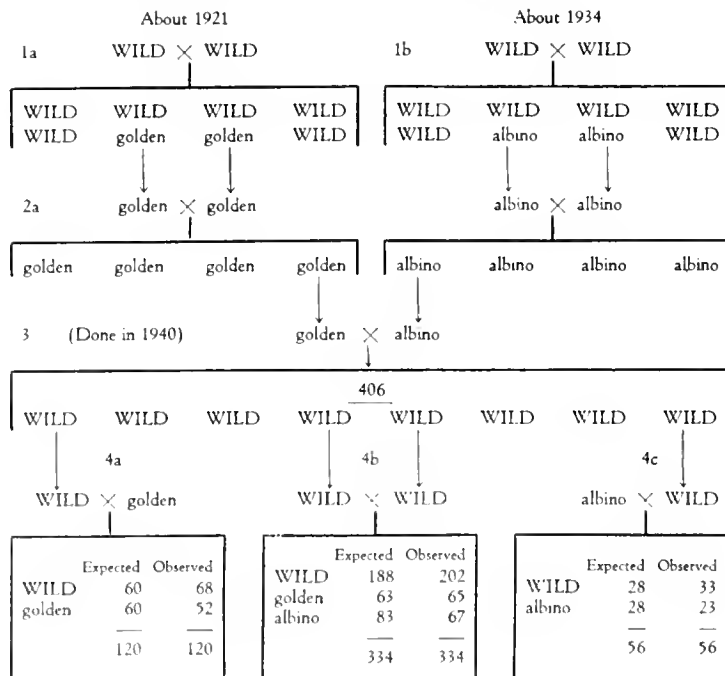 About 1921 About 1934
1a WILD × WILD 1b WILD × WILD
WILD WILD WILD WILD WILD WILD WILD WILD
WILD golden golden WILD WILD albino albino WILD
2a golden × golden albino × albino
golden golden golden golden albino albino albino albino
3 (Done in 1940) golden × albino
406
WILD WILD WILD WILD WILD WILD WILD WILD
4a 4b 4c
WILD × golden WILD × WILD albino × WILD
Expected Observed
WILD 60 68
golden 60 52
120 120
Expected Observed
WILD 188 202
golden 63 65
albino 83 67
334 334
Expected Observed
WILD 28 33
albino 28 23
56 56